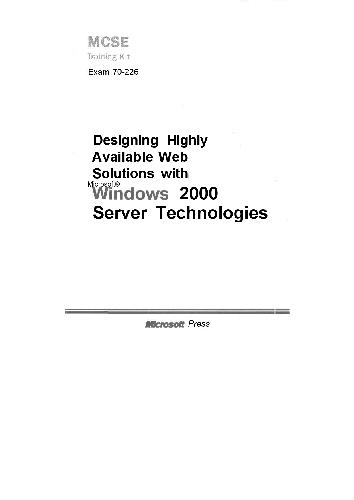 MCSE
Training Kit
Exam 70-226
Designing Highly
Available Web
Solutions with
Microsoft®
Windows 2000
Server Technologies
Microsoft Press